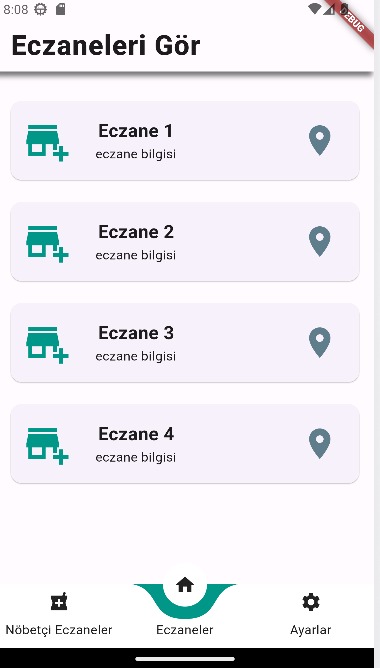 8:08
DEBUG
Eczaneleri Gör
Eczane 1
eczane bilgisi
Eczane 2
eczane bilgisi
Eczane 3
eczane bilgisi
Eczane 4
eczane bilgisi
Nöbetçi Eczaneler
Eczaneler
Ayarlar